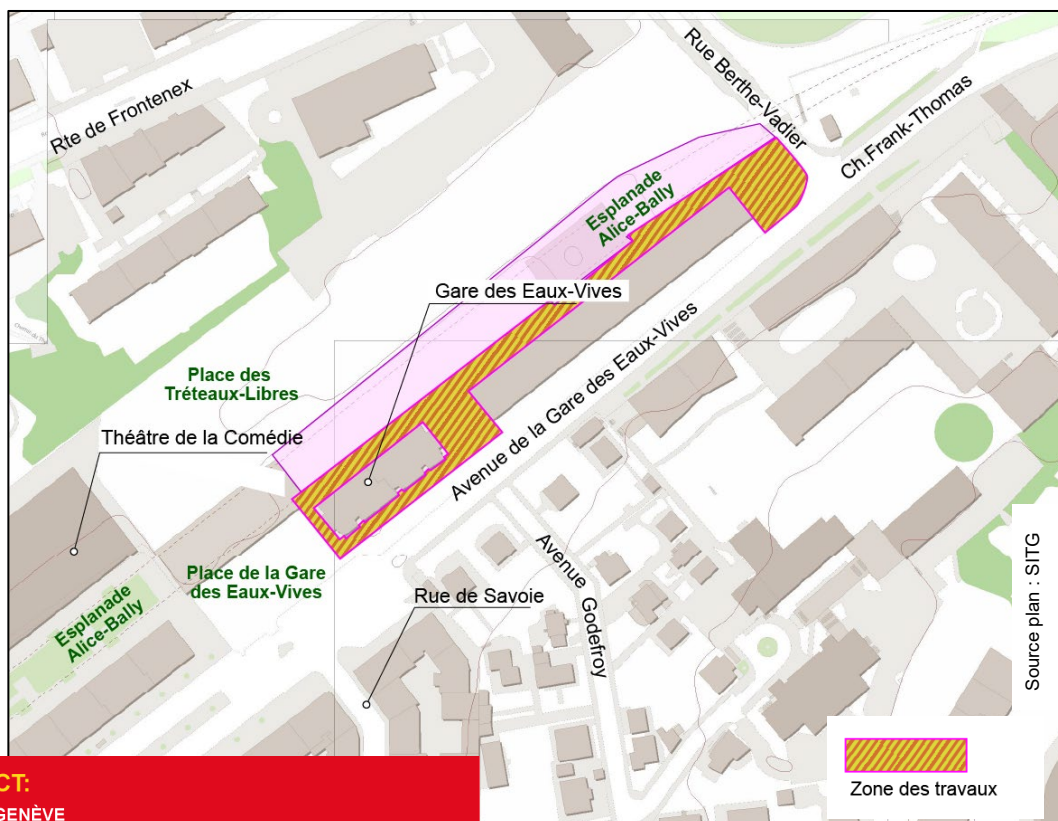 Rte de Frontenex
Rue Berthe-Vadier
Ch.Frank-Thomas
Esplanade
Alice-Bally
Gare des Eaux-Vives
Avenue de la Gare des Eaux-Vives
Place des
Tréteaux-Libres
Théâtre de la Comédie
Place de la Gare
des Eaux-Vives
Rue de Savoie
Avenue Godefroy
Esplanade
Alice-Bally
Source plan : SITG
Zone des travaux
CT:
GENÈVE